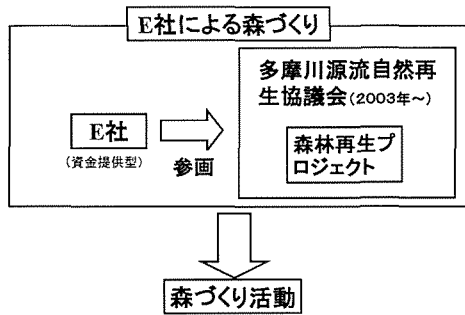 E社による森づくり
多摩川源流自然再
生協議会(2003年~)
E社
(資金提供型)
参画
森林再生プ
ロジェクト
森づくり活動